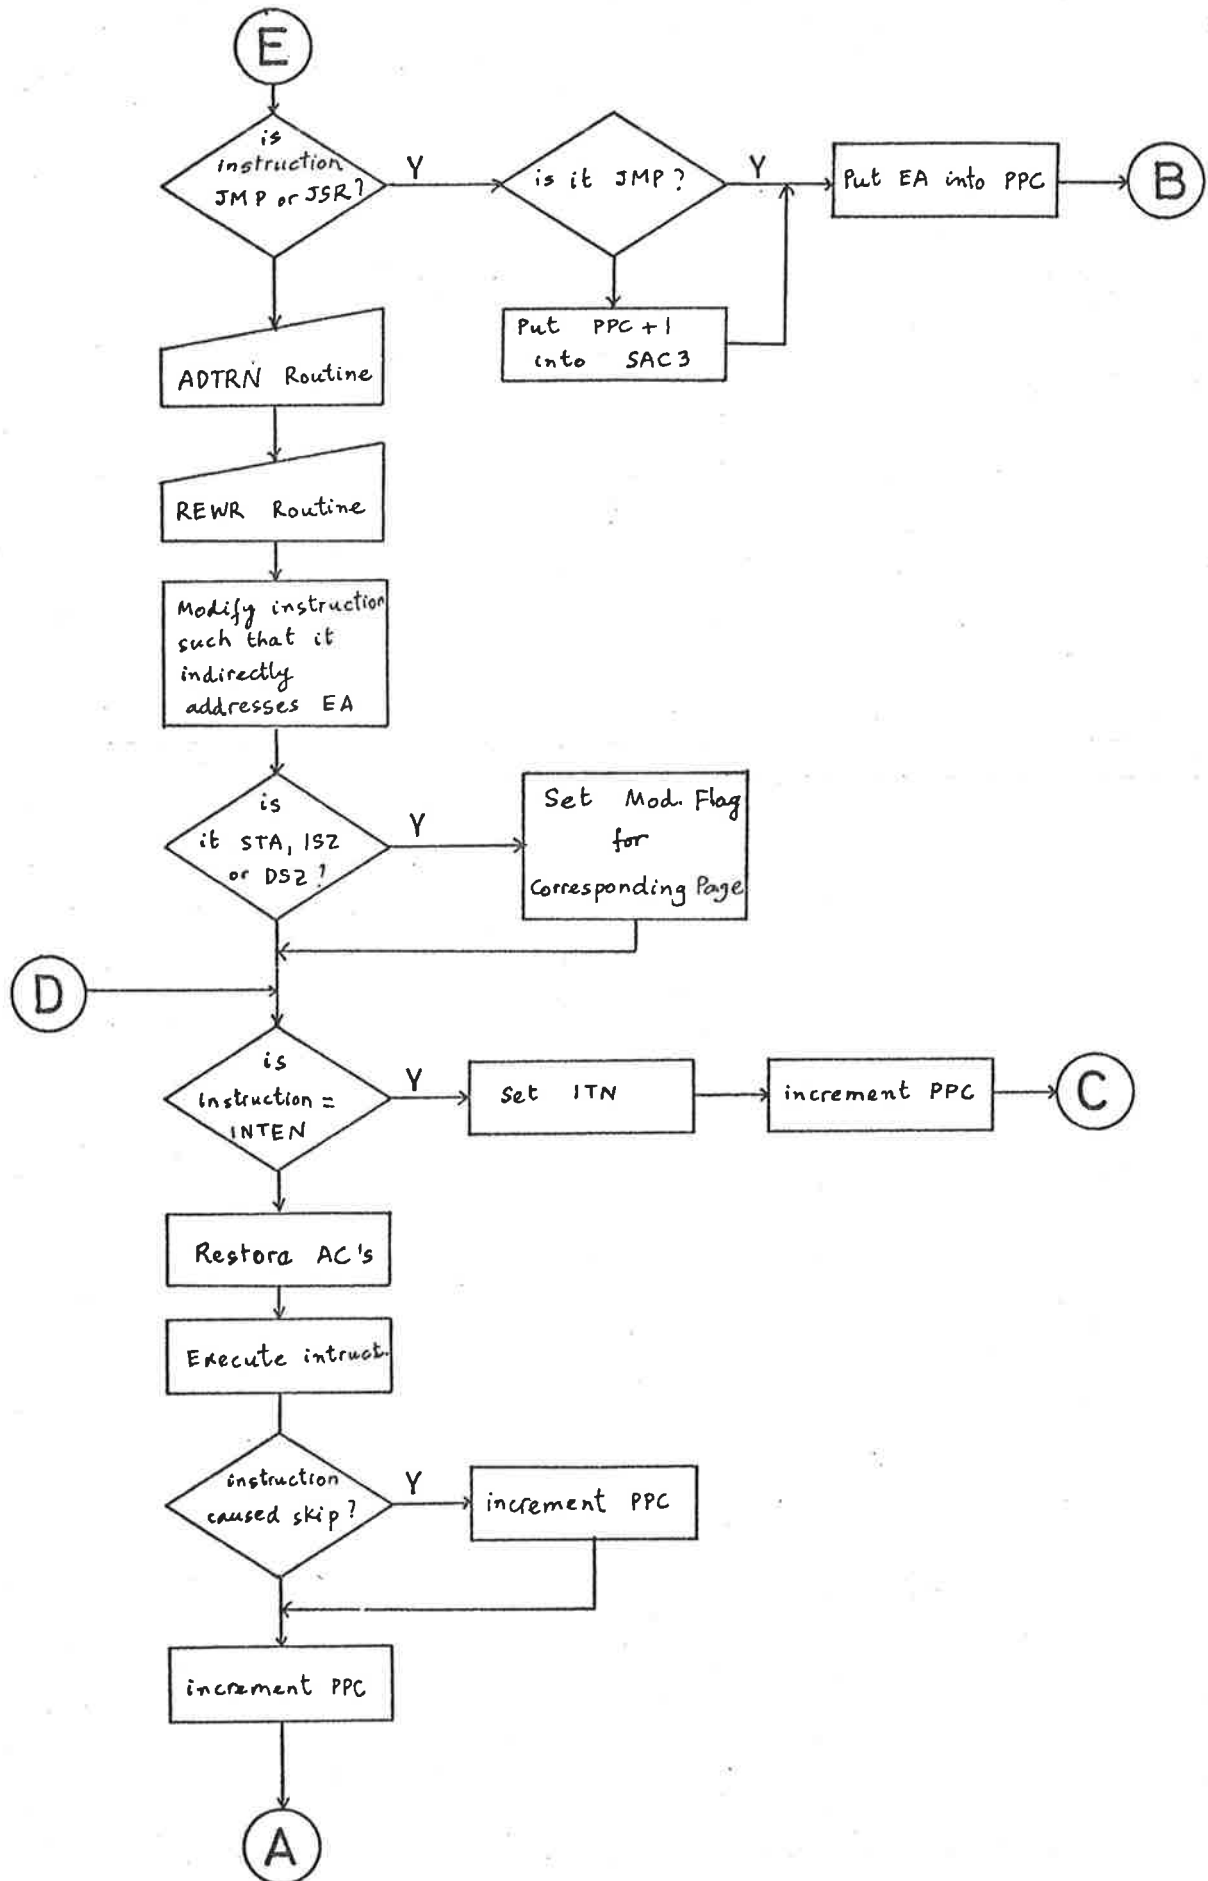 E
is
instruction
JMP or JSR?
Y
is it JMP?
Y
Put EA into PPC
B
Put PPC + 1
into SAC3
ADTRN Routine
REWR Routine
Modify instruction
such that it
indirectly
addresses EA
is
it STA, ISZ
or DSZ?
Y
Set Mod. Flag
for
Corresponding Page
D
is
instruction =
INTEN
Y
Set ITN
increment PPC
C
Restora AC's
Execute intruct.
instruction
caused skip?
Y
increment PPC
increment PPC
A